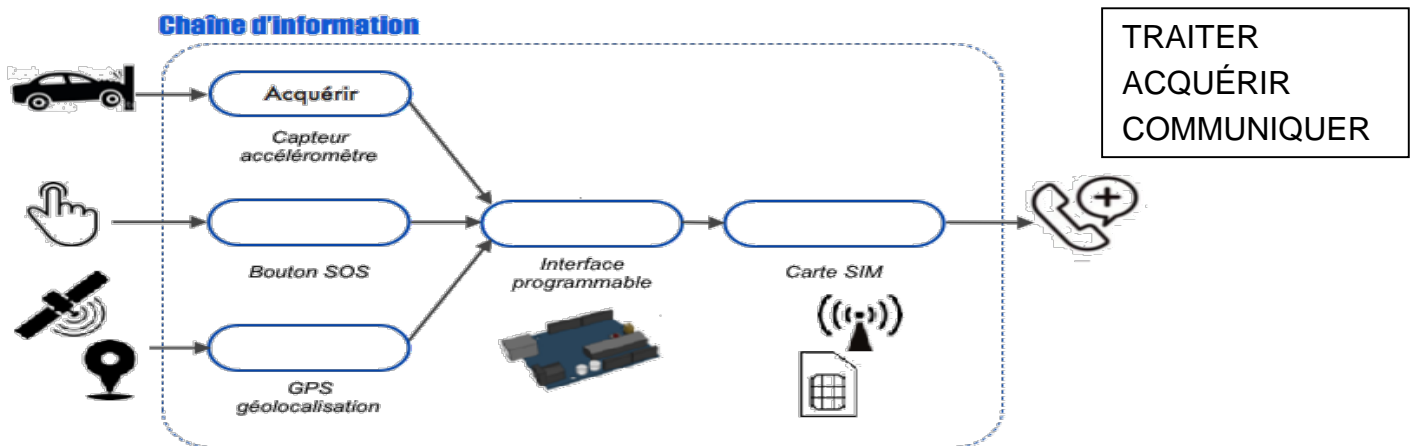 Chaîne d'information
TRAITER
ACQUÉRIR
COMMUNIQUER
Acquérir
Capteur
accéléromètre
Bouton SOS
Interface
programmable
Carte SIM
GPS
géolocalisation